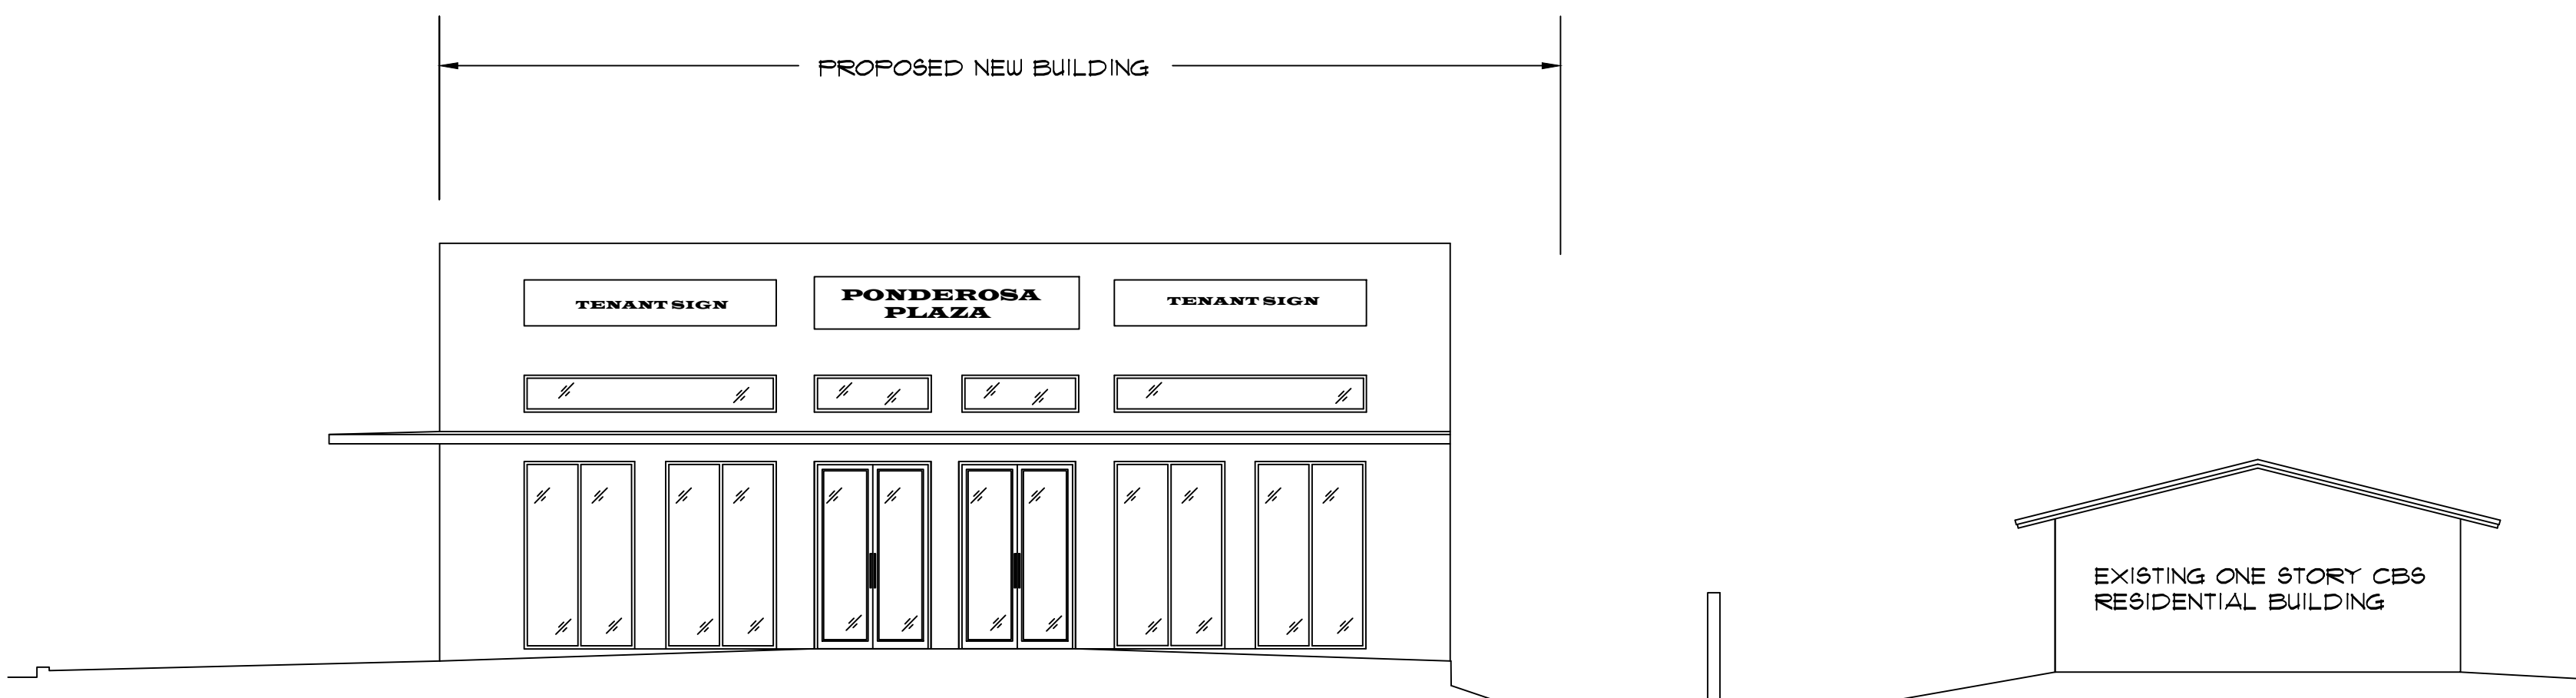 PROPOSED NEW BUILDING
TENANT SIGN
PONDEROSA
PLAZA
TENANT SIGN
EXISTING ONE STORY CBS
RESIDENTIAL BUILDING